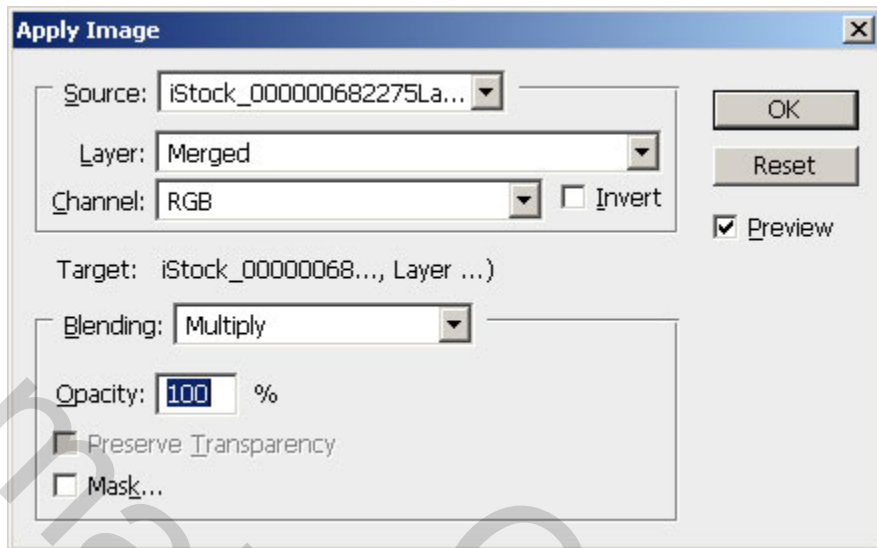 Apply Image
Source: iStock_000000682275La...
OK
Layer: Merged
Reset
Channel: RGB
Invert
Preview
Target: iStock_00000068..., Layer ...)
Blending: Multiply
Opacity: 100 %
Preserve Transparency
Mask...